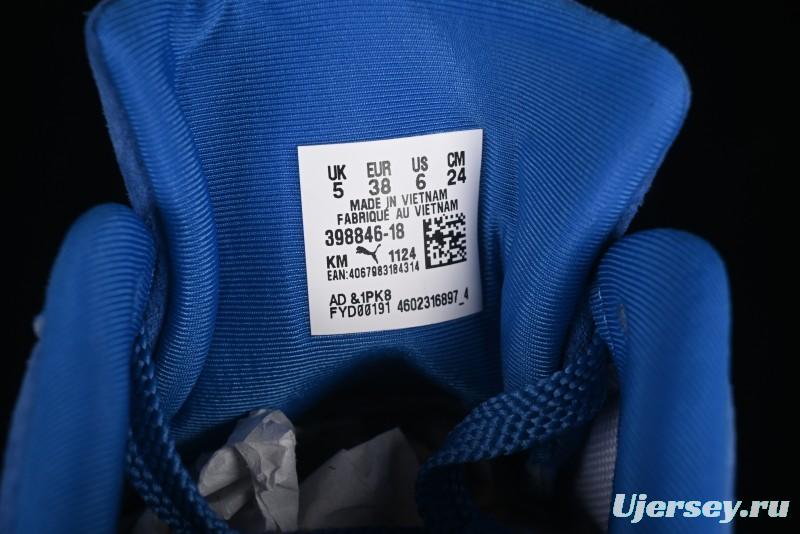 UK EUR US CM
5 38 6 24
MADE IN VIETNAM
FABRIQUÉ AU VIETNAM
398846-18
KM 1124
EAN:4067983184314
AD &1PK8
FYD00191 4602316897_4
Ujersey.ru